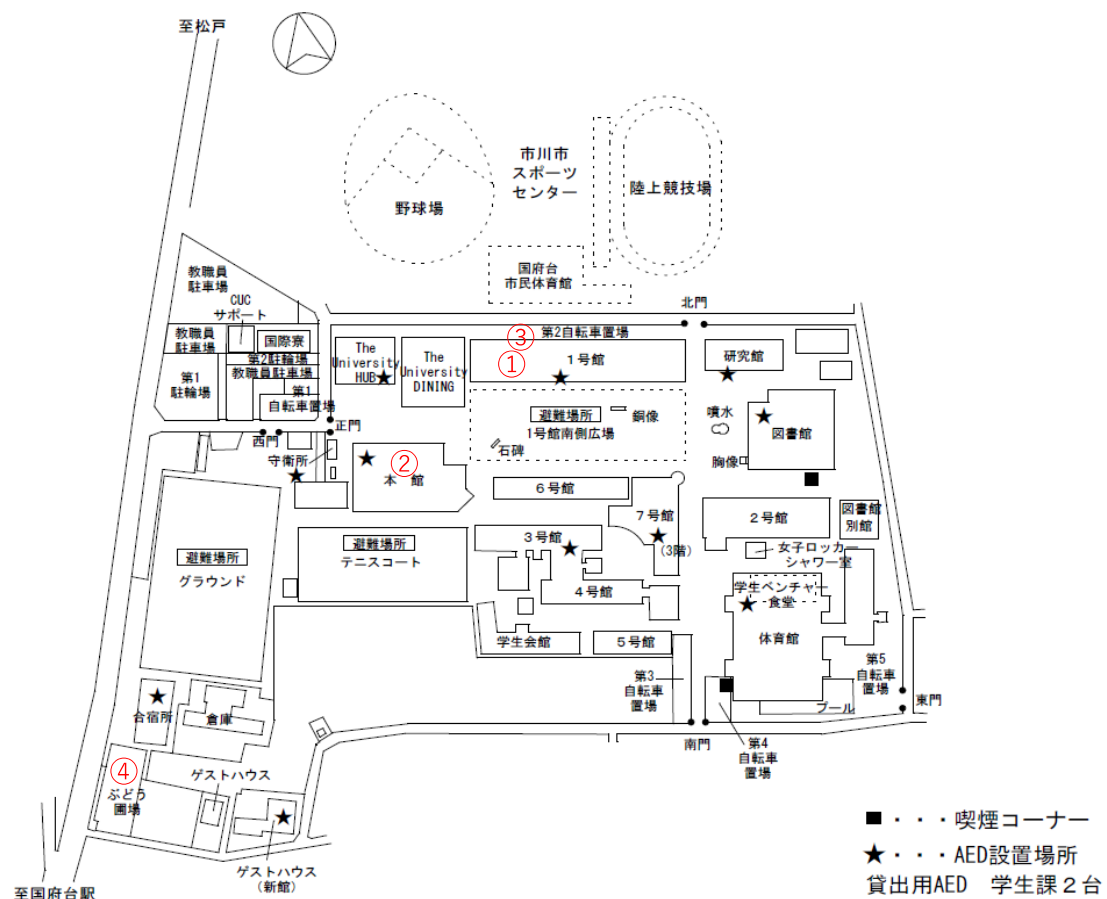 至松戸
市川市
スポーツ
センター
野球場
陸上競技場
国府台
市民体育館
北門
教職員
駐車場
CUC
サポート
教職員
駐車場
国際寮
第2駐輪場
教職員駐車場
第1
駐輪場
第1
自転車置場
The
University
HUB
The
University
DINING
③
第2自転車置場
①
1号館
研究館
避難場所
1号館南側広場
銅像
石碑
噴水
図書館
胸像
正門
西門
守衛所
②
本館
6号館
7号館
(3階)
2号館
図書館
別館
女子ロッカー
シャワー室
避難場所
グラウンド
避難場所
テニスコート
3号館
4号館
学生会館
5号館
学生ベンチャー
食堂
体育館
第3
自転車
置場
第5
自転車
置場
東門
プール
南門
第4
自転車
置場
合宿所
倉庫
④
ぶどう
圃場
ゲストハウス
ゲストハウス
(新館)
至国府台駅
■・・・喫煙コーナー
★・・・AED設置場所
貸出用AED 学生課2台